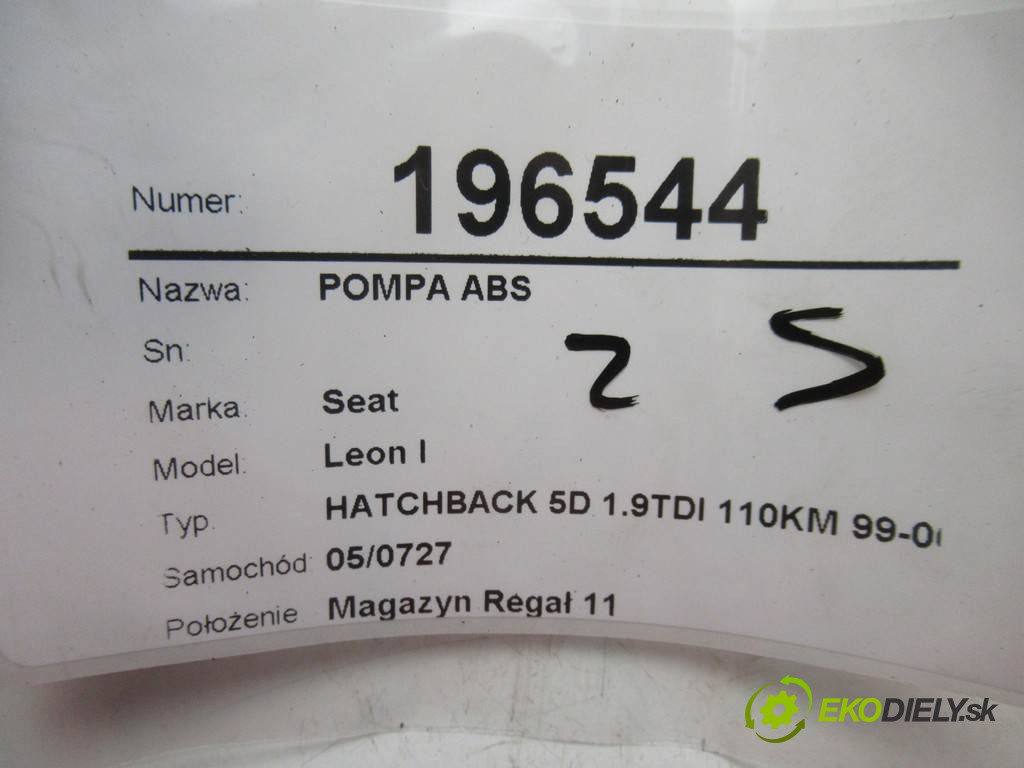 Numer: 196544
Nazwa: POMPA ABS
Sn:
2 5
Marka. Seat
Model: Leon I
Typ. HATCHBACK 5D 1.9TDI 110KM 99-0
Samochód: 05/0727
Położenie Magazyn Regał 11
EKODIELY.sk